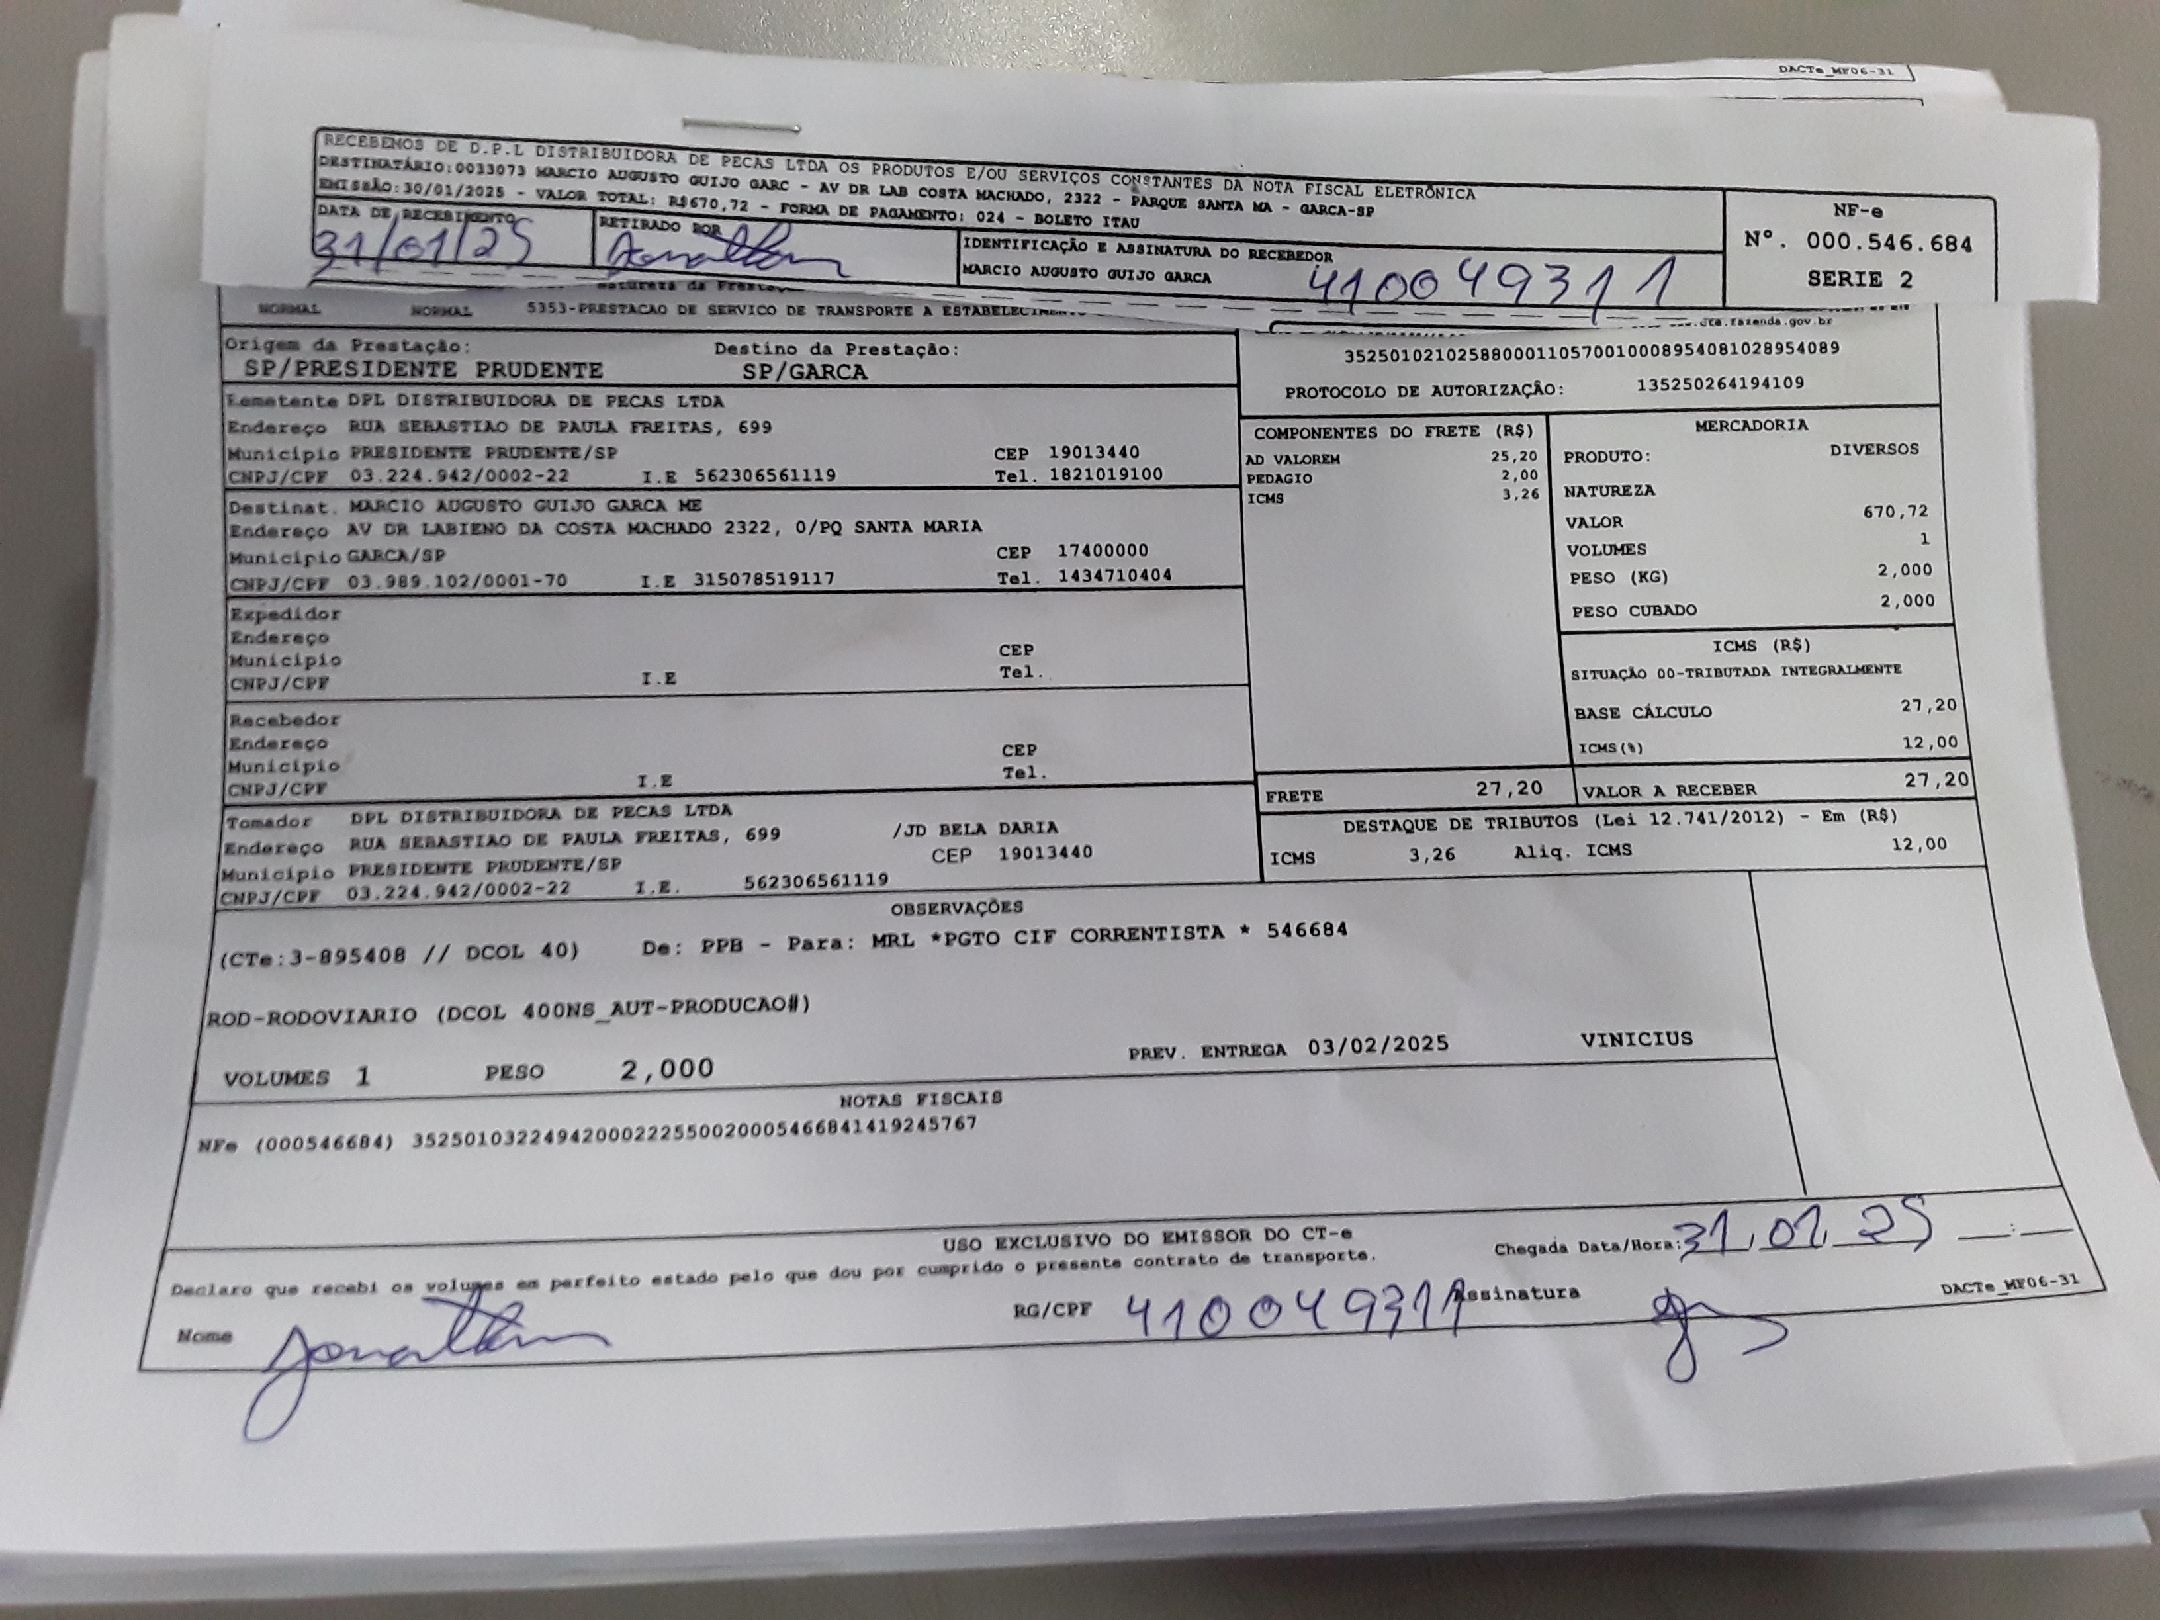 DACTe_MF06-31
RECEBEMOS DE D.P.L DISTRIBUIDORA DE PECAS LTDA OS PRODUTOS E/OU SERVIÇOS CONSTANTES DA NOTA FISCAL ELETRÔNICA
DESTINATÁRIO:0033073 MARCIO AUGUSTO GUIJO GARC - AV DR LAB COSTA MACHADO, 2322 - PARQUE SANTA MA - GARCA-SP
EMISSÃO:30/01/2025 - VALOR TOTAL: R$670,72 - FORMA DE PAGAMENTO: 024 - BOLETO ITAU
NF-e
Nº. 000.546.684
SERIE 2
DATA DE RECEBIMENTO
31/01/25
RETIRADO POR
Jonathan
IDENTIFICAÇÃO E ASSINATURA DO RECEBEDOR
MARCIO AUGUSTO GUIJO GARCA 410049311
NORMAL NORMAL 5353-PRESTACAO DE SERVICO DE TRANSPORTE A
.cte.fazenda.gov.br
Origem da Prestação: Destino da Prestação:
SP/PRESIDENTE PRUDENTE SP/GARCA
35250102102588000110570010008954081028954089
PROTOCOLO DE AUTORIZAÇÃO: 135250264194109
Remetente DPL DISTRIBUIDORA DE PECAS LTDA
Endereço RUA SEBASTIAO DE PAULA FREITAS, 699
Município PRESIDENTE PRUDENTE/SP CEP 19013440
CNPJ/CPF 03.224.942/0002-22 I.E 562306561119 Tel. 1821019100
Destinat. MARCIO AUGUSTO GUIJO GARCA ME
Endereço AV DR LABIENO DA COSTA MACHADO 2322, 0/PQ SANTA MARIA
Município GARCA/SP CEP 17400000
CNPJ/CPF 03.989.102/0001-70 I.E 315078519117 Tel. 1434710404
Expedidor
Endereço
Município CEP
CNPJ/CPF I.E Tel.
Recebedor
Endereço
Município CEP
CNPJ/CPF I.E Tel.
Tomador DPL DISTRIBUIDORA DE PECAS LTDA
Endereço RUA SEBASTIAO DE PAULA FREITAS, 699 /JD BELA DARIA
Município PRESIDENTE PRUDENTE/SP CEP 19013440
CNPJ/CPF 03.224.942/0002-22 I.E. 562306561119
COMPONENTES DO FRETE (R$)
AD VALOREM 25,20
PEDAGIO 2,00
ICMS 3,26
MERCADORIA
PRODUTO: DIVERSOS
NATUREZA
VALOR 670,72
VOLUMES 1
PESO (KG) 2,000
PESO CUBADO 2,000
ICMS (R$)
SITUAÇÃO 00-TRIBUTADA INTEGRALMENTE
BASE CÁLCULO 27,20
ICMS(%) 12,00
FRETE 27,20 VALOR A RECEBER 27,20
DESTAQUE DE TRIBUTOS (Lei 12.741/2012) - Em (R$)
ICMS 3,26 Aliq. ICMS 12,00
OBSERVAÇÕES
(CTe:3-895408 // DCOL 40) De: PPB - Para: MRL *PGTO CIF CORRENTISTA * 546684
ROD-RODOVIARIO (DCOL 400NS_AUT-PRODUCAO#)
VOLUMES 1 PESO 2,000 PREV. ENTREGA 03/02/2025 VINICIUS
NOTAS FISCAIS
NFe (000546684) 35250103224942000222550020005466841419245767
USO EXCLUSIVO DO EMISSOR DO CT-e
Declaro que recebi os volumes em perfeito estado pelo que dou por cumprido o presente contrato de transporte.
Chegada Data/Hora: 31,01,25 __:__
Nome Jonathan RG/CPF 410049311 Assinatura
DACTe_MF06-31